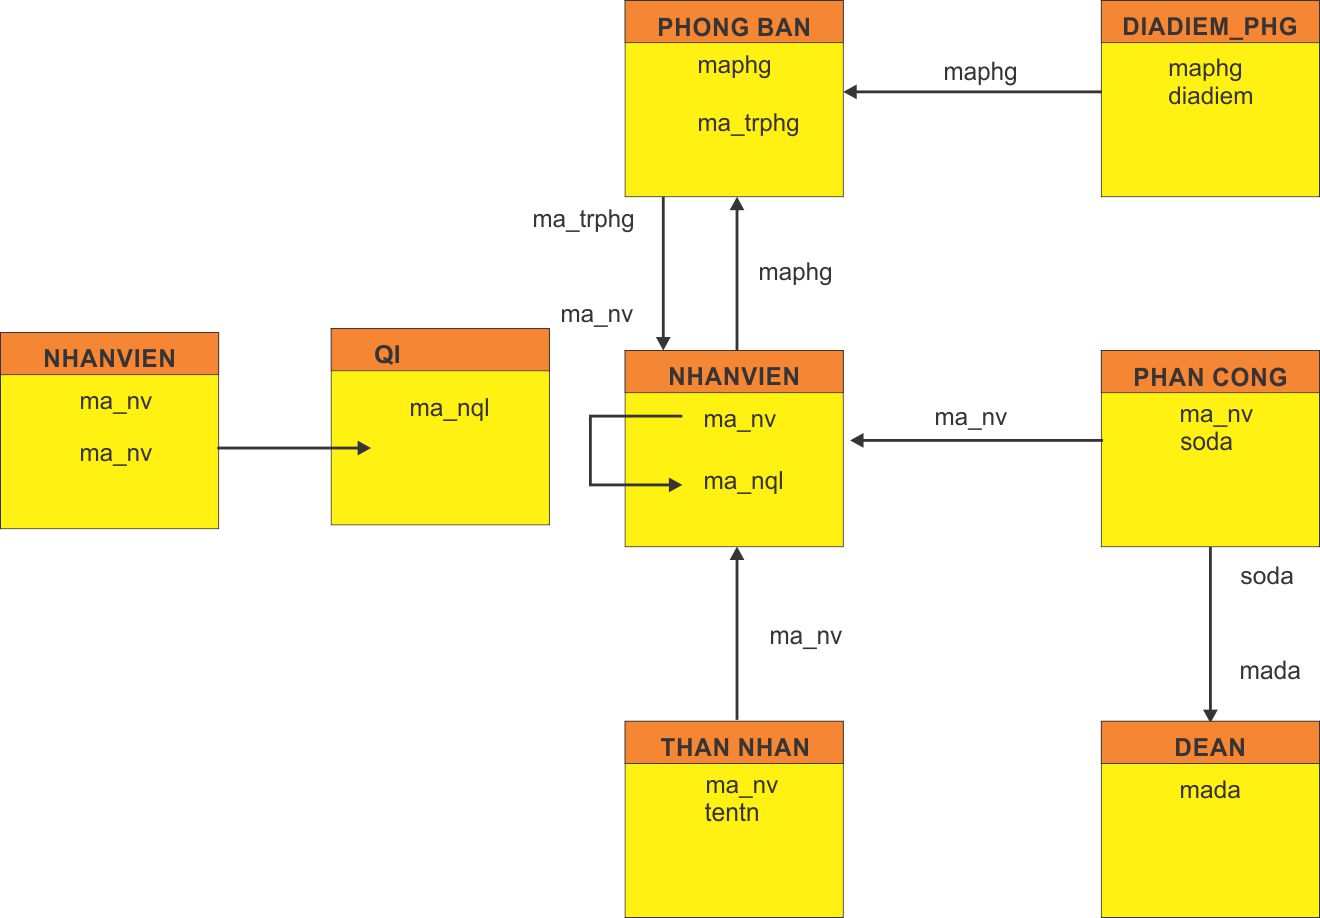 PHONG BAN
maphg
ma_trphg
maphg
DIADIEM_PHG
maphg
diadiem
ma_trphg
maphg
ma_nv
NHANVIEN
ma_nv
ma_nv
QI
ma_nql
NHANVIEN
ma_nv
ma_nql
ma_nv
PHAN CONG
ma_nv
soda
soda
mada
ma_nv
THAN NHAN
ma_nv
tentn
DEAN
mada